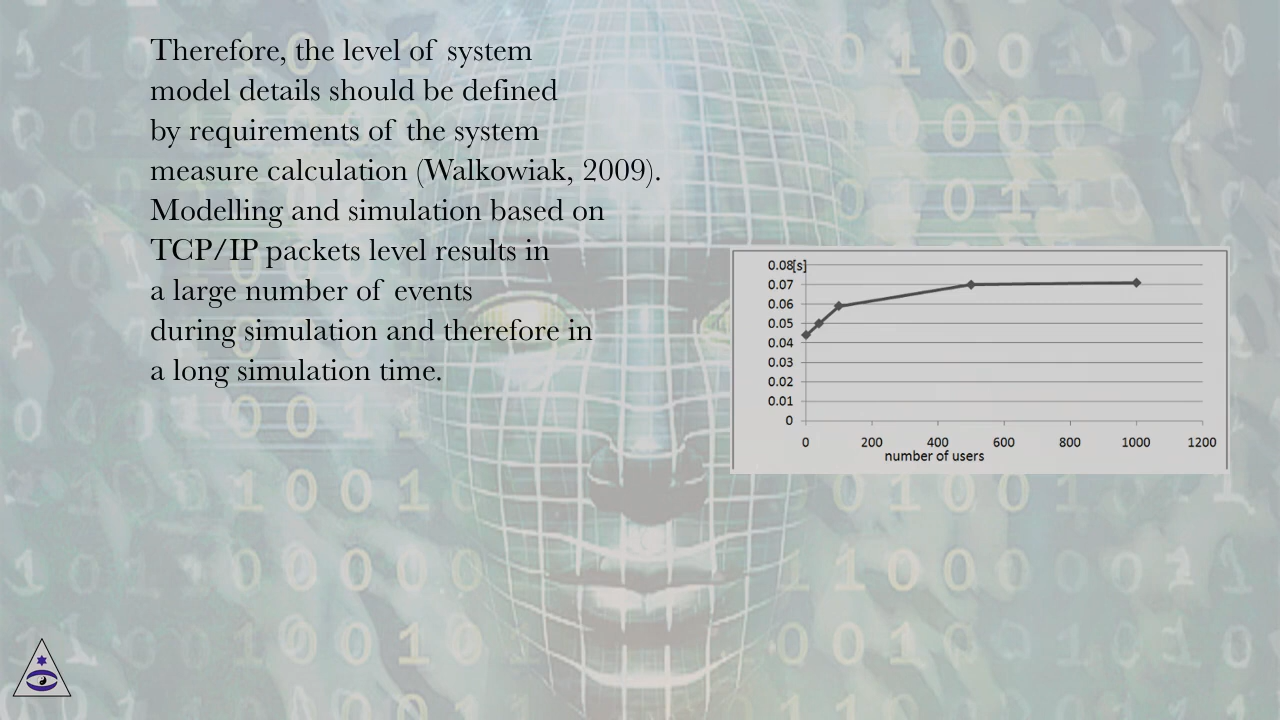 Therefore, the level of system
model details should be defined
by requirements of the system
measure calculation (Walkowiak, 2009).
Modelling and simulation based on
TCP/IP packets level results in
a large number of events
during simulation and therefore in
a long simulation time.
0.08[s]
0.07
0.06
0.05
0.04
0.03
0.02
0.01
0
0 200 400 600 800 1000 1200
number of users